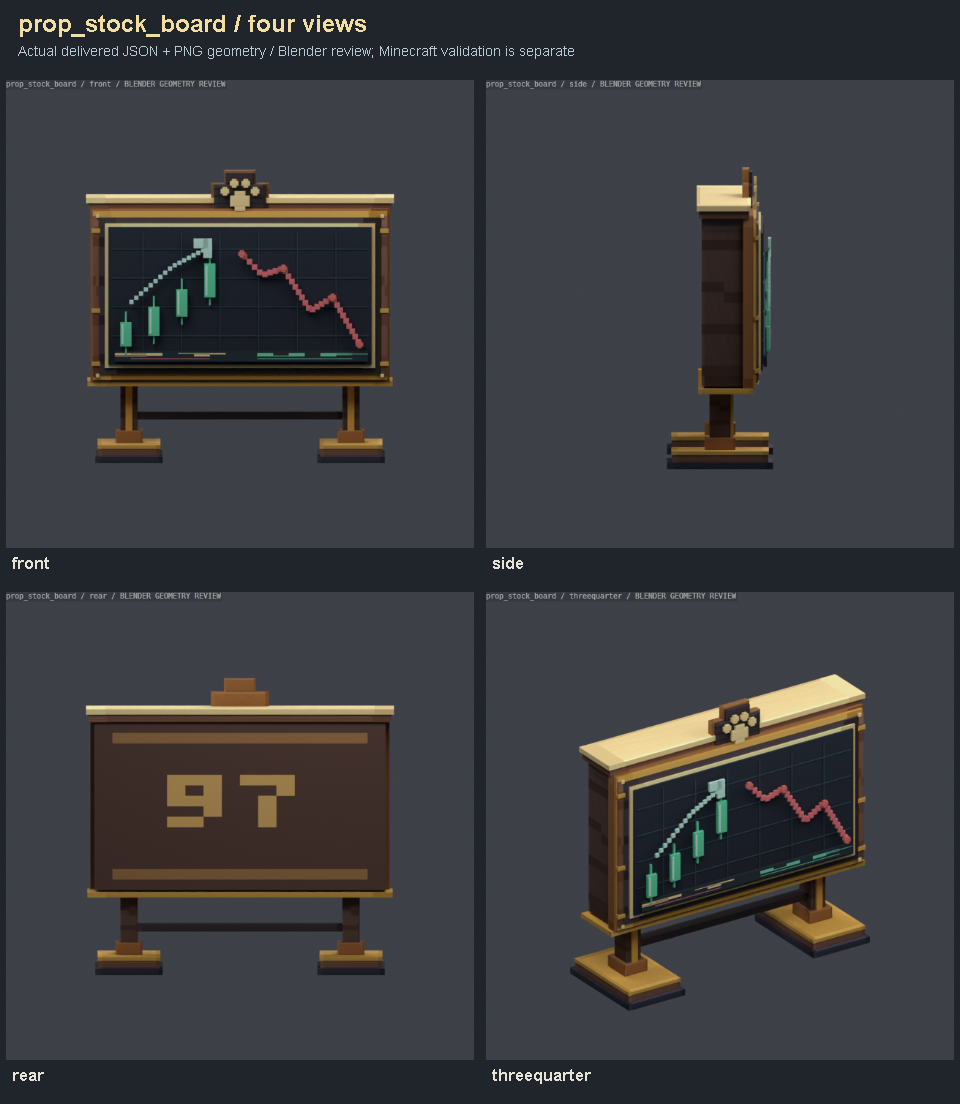 prop_stock_board / four views
Actual delivered JSON + PNG geometry / Blender review; Minecraft validation is separate
prop_stock_board / front / BLENDER GEOMETRY REVIEW
prop_stock_board / side / BLENDER GEOMETRY REVIEW
front
side
prop_stock_board / rear / BLENDER GEOMETRY REVIEW
prop_stock_board / threequarter / BLENDER GEOMETRY REVIEW
97
rear
threequarter